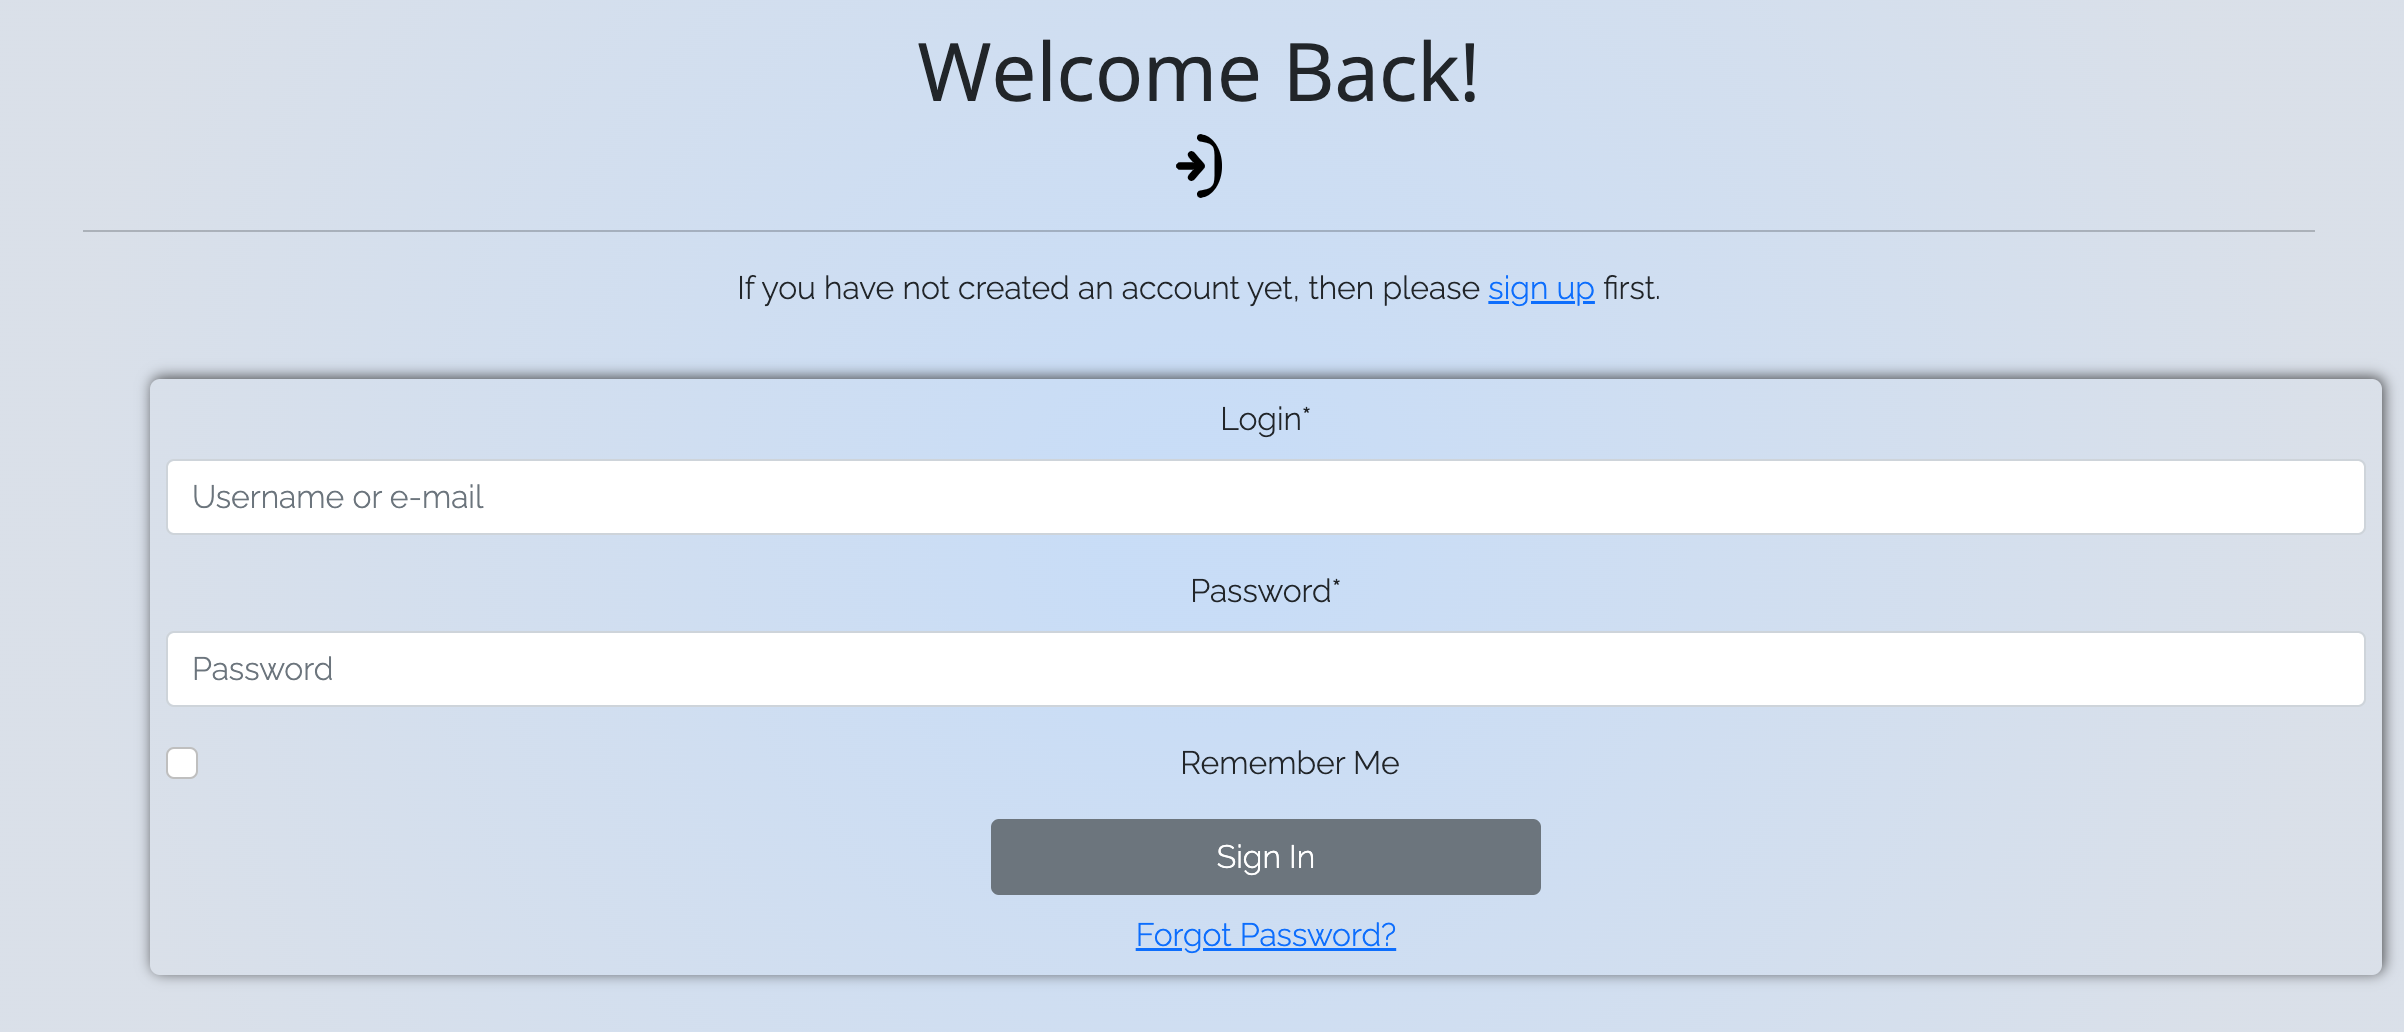 Welcome Back!
If you have not created an account yet, then please sign up first.
Login*
Username or e-mail
Password*
Password
Remember Me
Sign In
Forgot Password?